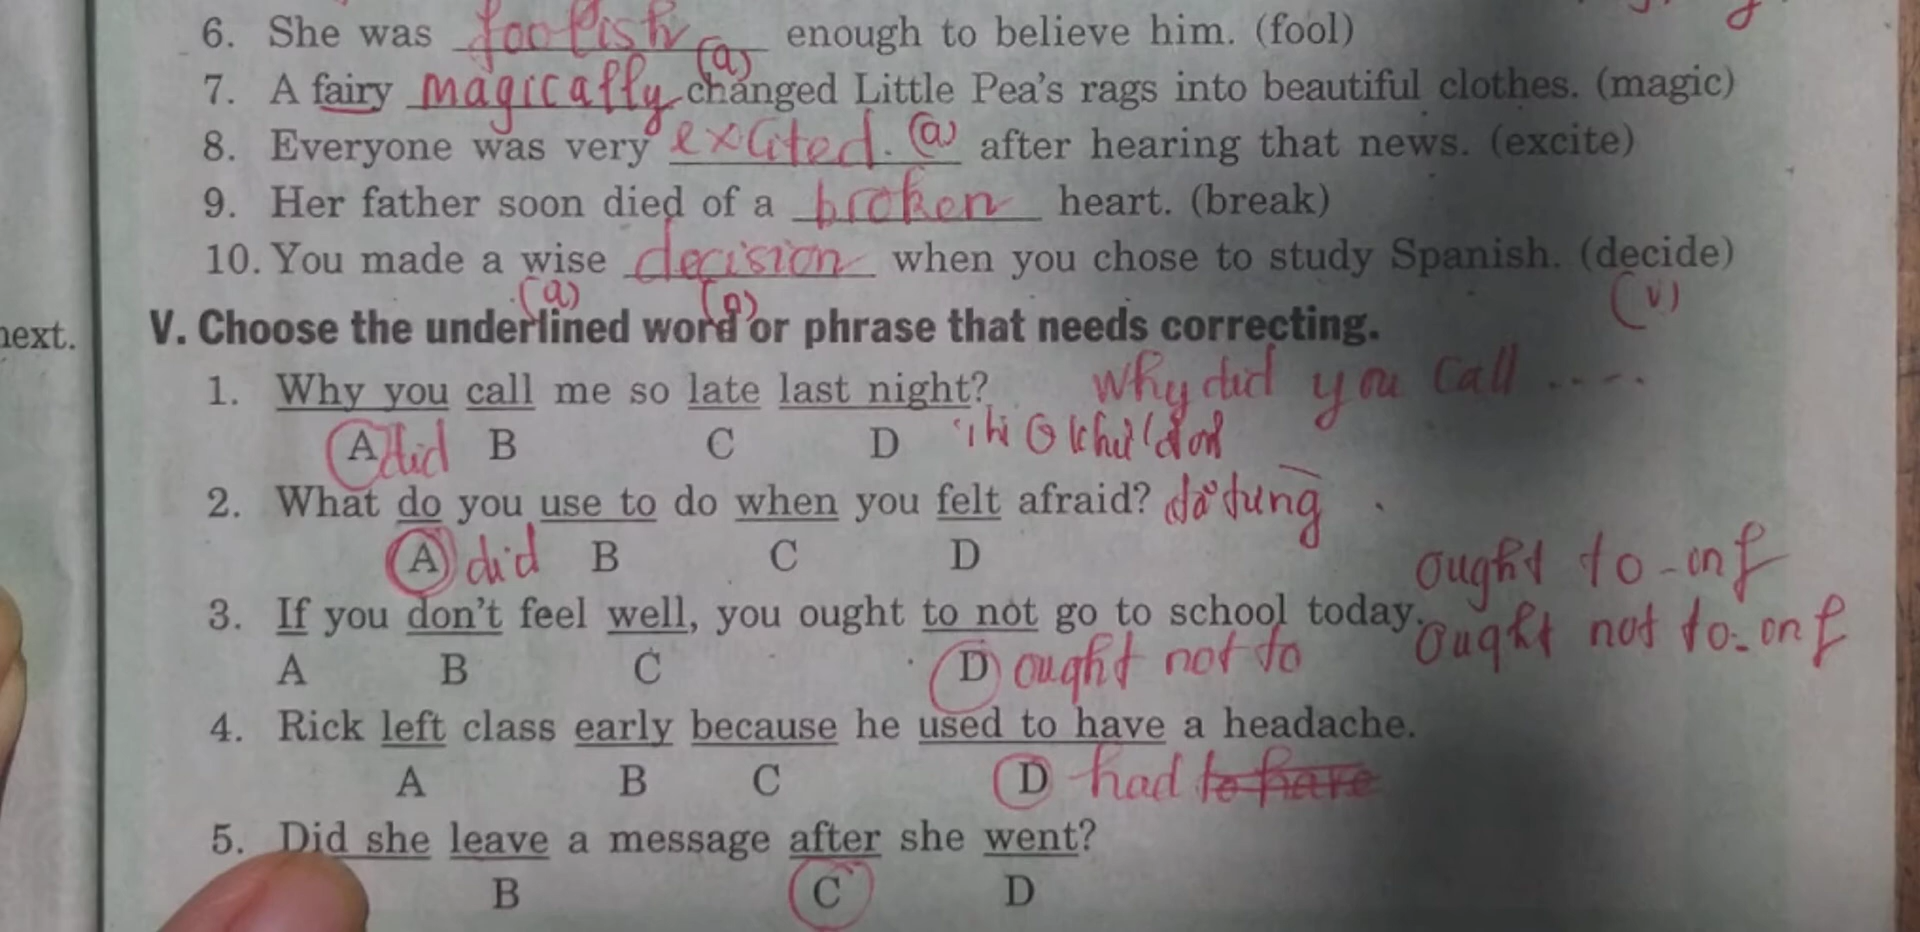 6. She was foolish enough to believe him. (fool)
(a)
7. A fairy magically changed Little Pea's rags into beautiful clothes. (magic)
8. Everyone was very excited. (a) after hearing that news. (excite)
9. Her father soon died of a broken heart. (break)
10. You made a wise decision when you chose to study Spanish. (decide)
(a) (n) (v)
next.
V. Choose the underlined word or phrase that needs correcting.
1. Why you call me so late last night? Why did you call ....
A did B C D
2. What do you use to do when you felt afraid?
A did B C D
ought to - inf
3. If you don't feel well, you ought to not go to school today. ought not to - inf
A B C D ought not to
4. Rick left class early because he used to have a headache.
A B C D had to have
5. Did she leave a message after she went?
B C D